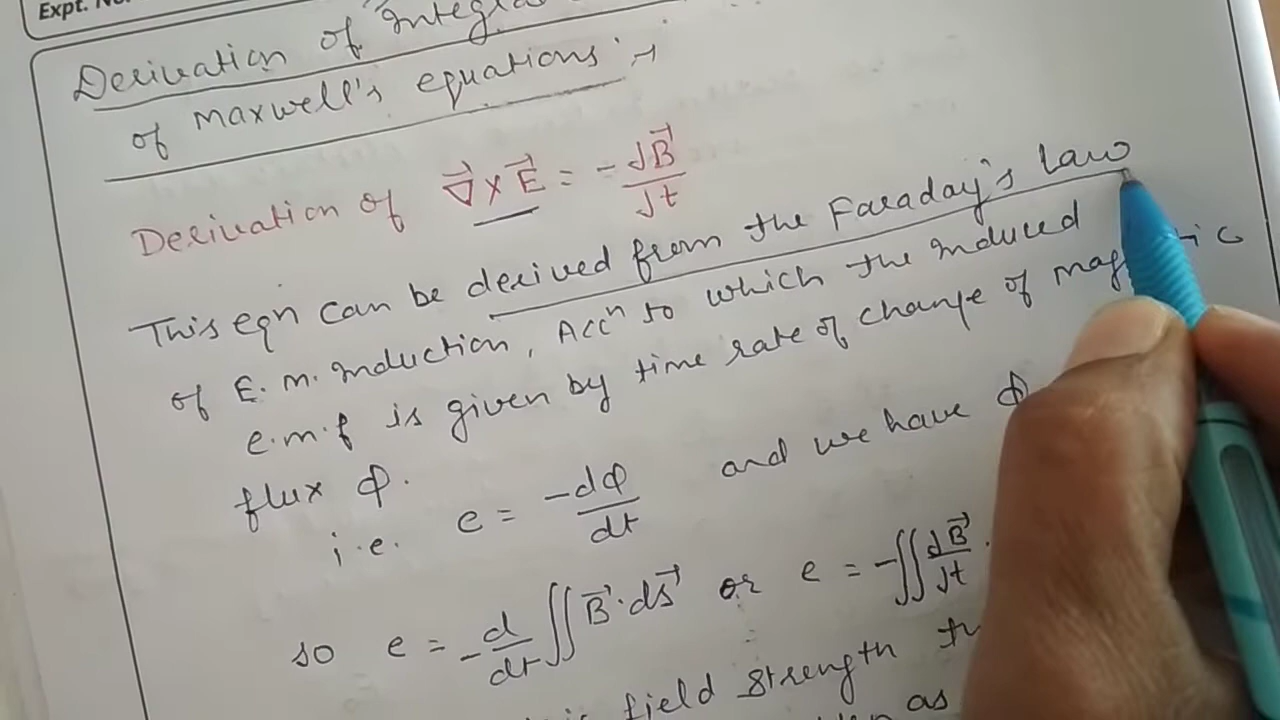 Expt. No.
Derivation of Integral
of maxwell's equations :-
Derivation of ∇⃗ × E⃗ = - ∂B⃗/∂t
This eqn can be derived from the Faraday's Law
of E.M. Induction, Accⁿ to which the induced
e.m.f is given by time rate of change of mag tic
flux Φ.
i.e. e = -dΦ/dt and we have Φ
so e = -d/dt ∬ B⃗·ds⃗ or e = -∬ ∂B⃗/∂t .
field strength
as